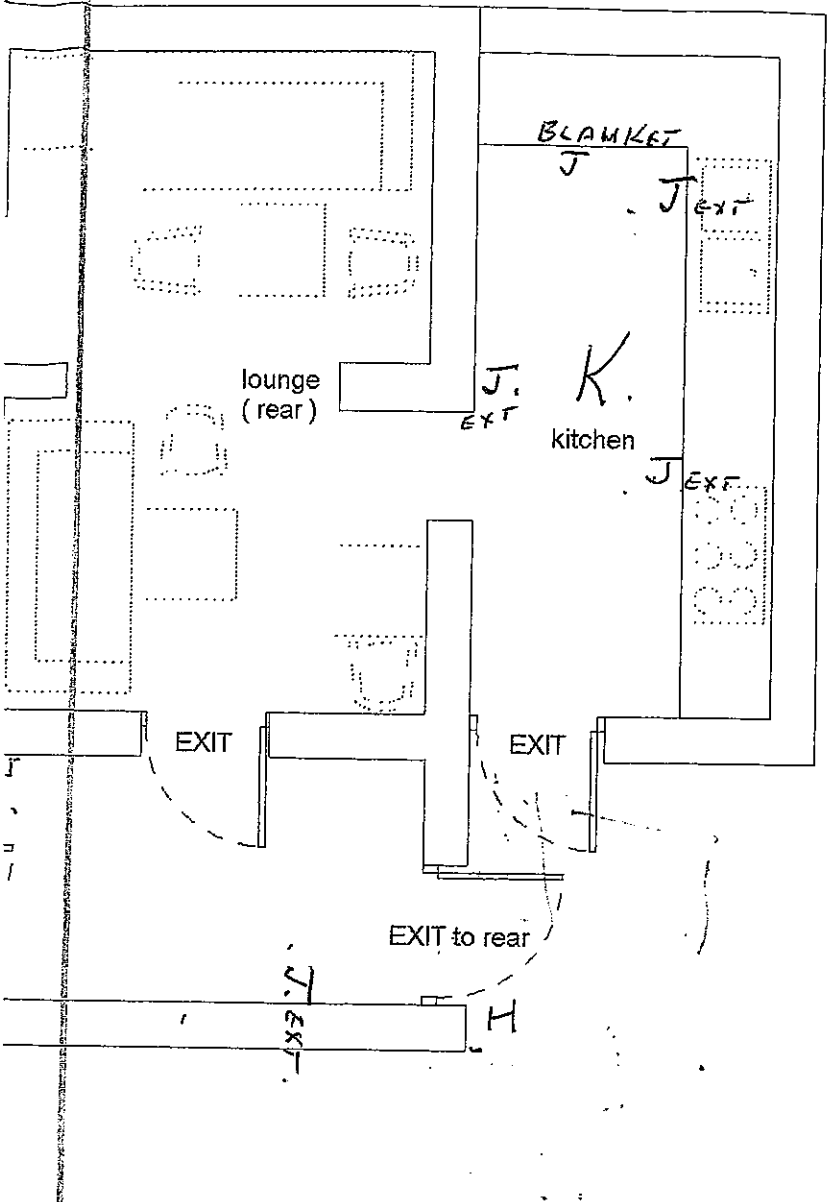 BLANKET
J
J EXT
lounge
( rear )
J.
EXT
K.
kitchen
J EXT
EXIT
EXIT
EXIT to rear
J. EXT.
H